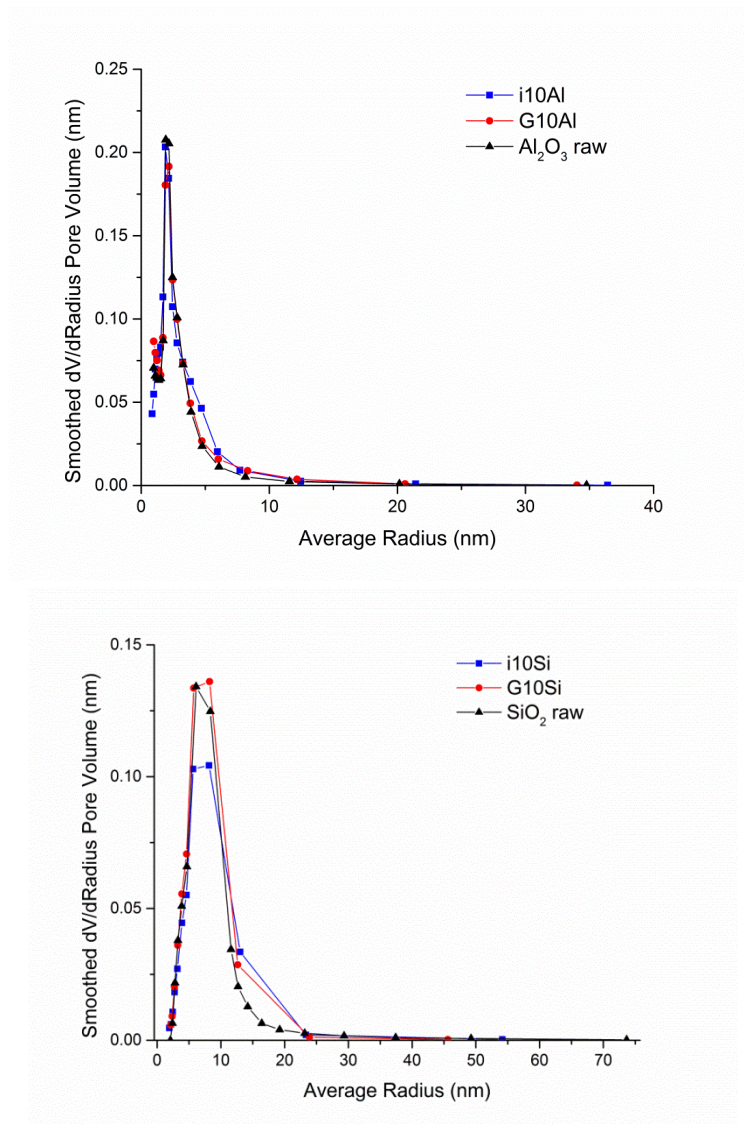 0.25
0.20
0.15
0.10
0.05
0.00
Smoothed dV/dRadius Pore Volume (nm)
i10Al
G10Al
Al₂O₃ raw
0 10 20 30 40
Average Radius (nm)
0.15
0.10
0.05
0.00
Smoothed dV/dRadius Pore Volume (nm)
i10Si
G10Si
SiO₂ raw
0 10 20 30 40 50 60 70
Average Radius (nm)